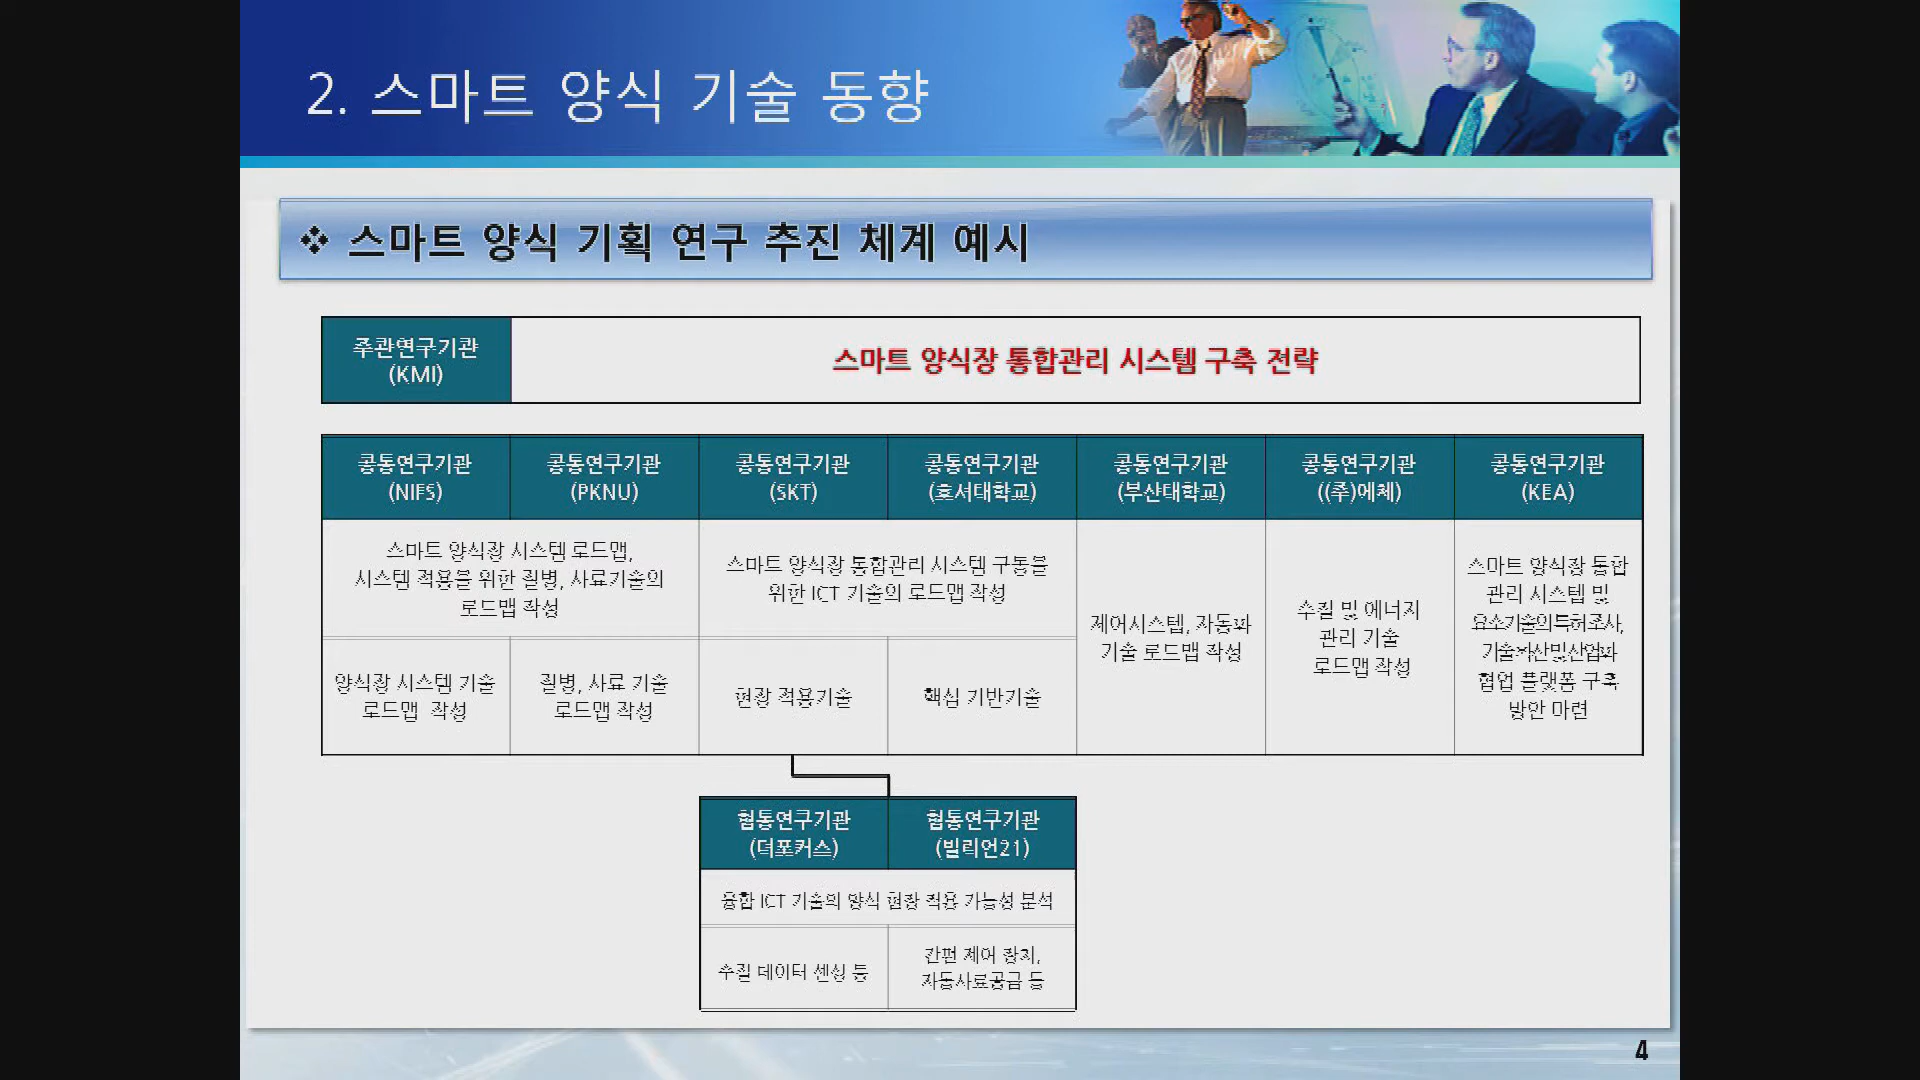 2. 스마트 양식 기술 동향
❖ 스마트 양식 기획 연구 추진 체계 예시
주관연구기관
(KMI)
스마트 양식장 통합관리 시스템 구축 전략
공동연구기관
(NIFS)
공동연구기관
(PKNU)
공동연구기관
(SKT)
공동연구기관
(호서대학교)
공동연구기관
(부산대학교)
공동연구기관
((주)에체)
공동연구기관
(KEA)
스마트 양식장 시스템 로드맵,
시스템 적용을 위한 질병, 사료기술의
로드맵 작성
스마트 양식장 통합관리 시스템 구동을
위한 ICT 기술의 로드맵 작성
제어시스템, 자동화
기술 로드맵 작성
수질 및 에너지
관리 기술
로드맵 작성
스마트 양식장 통합
관리 시스템 및
요소기술의특허조사,
기술확산및산업화
협업 플랫폼 구축
방안 마련
양식장 시스템 기술
로드맵 작성
질병, 사료 기술
로드맵 작성
현장 적용기술
핵심 기반기술
협동연구기관
(더포커스)
협동연구기관
(빌리언21)
융합 ICT 기술의 양식 현장 적용 가능성 분석
수질 데이터 센싱 등
간편 제어 장치,
자동사료공급 등
4